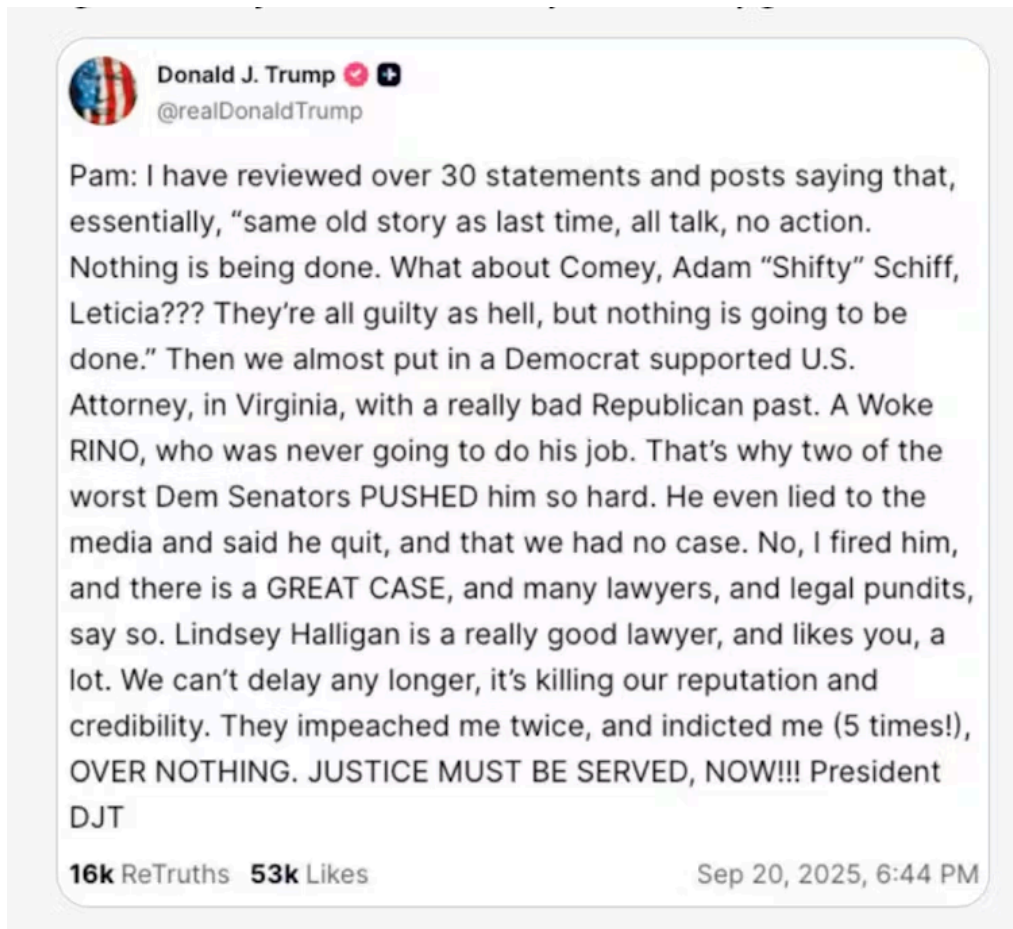 Donald J. Trump
@realDonaldTrump
Pam: I have reviewed over 30 statements and posts saying that,
essentially, “same old story as last time, all talk, no action.
Nothing is being done. What about Comey, Adam “Shifty” Schiff,
Leticia??? They’re all guilty as hell, but nothing is going to be
done.” Then we almost put in a Democrat supported U.S.
Attorney, in Virginia, with a really bad Republican past. A Woke
RINO, who was never going to do his job. That’s why two of the
worst Dem Senators PUSHED him so hard. He even lied to the
media and said he quit, and that we had no case. No, I fired him,
and there is a GREAT CASE, and many lawyers, and legal pundits,
say so. Lindsey Halligan is a really good lawyer, and likes you, a
lot. We can’t delay any longer, it’s killing our reputation and
credibility. They impeached me twice, and indicted me (5 times!),
OVER NOTHING. JUSTICE MUST BE SERVED, NOW!!! President
DJT
16k ReTruths 53k Likes Sep 20, 2025, 6:44 PM